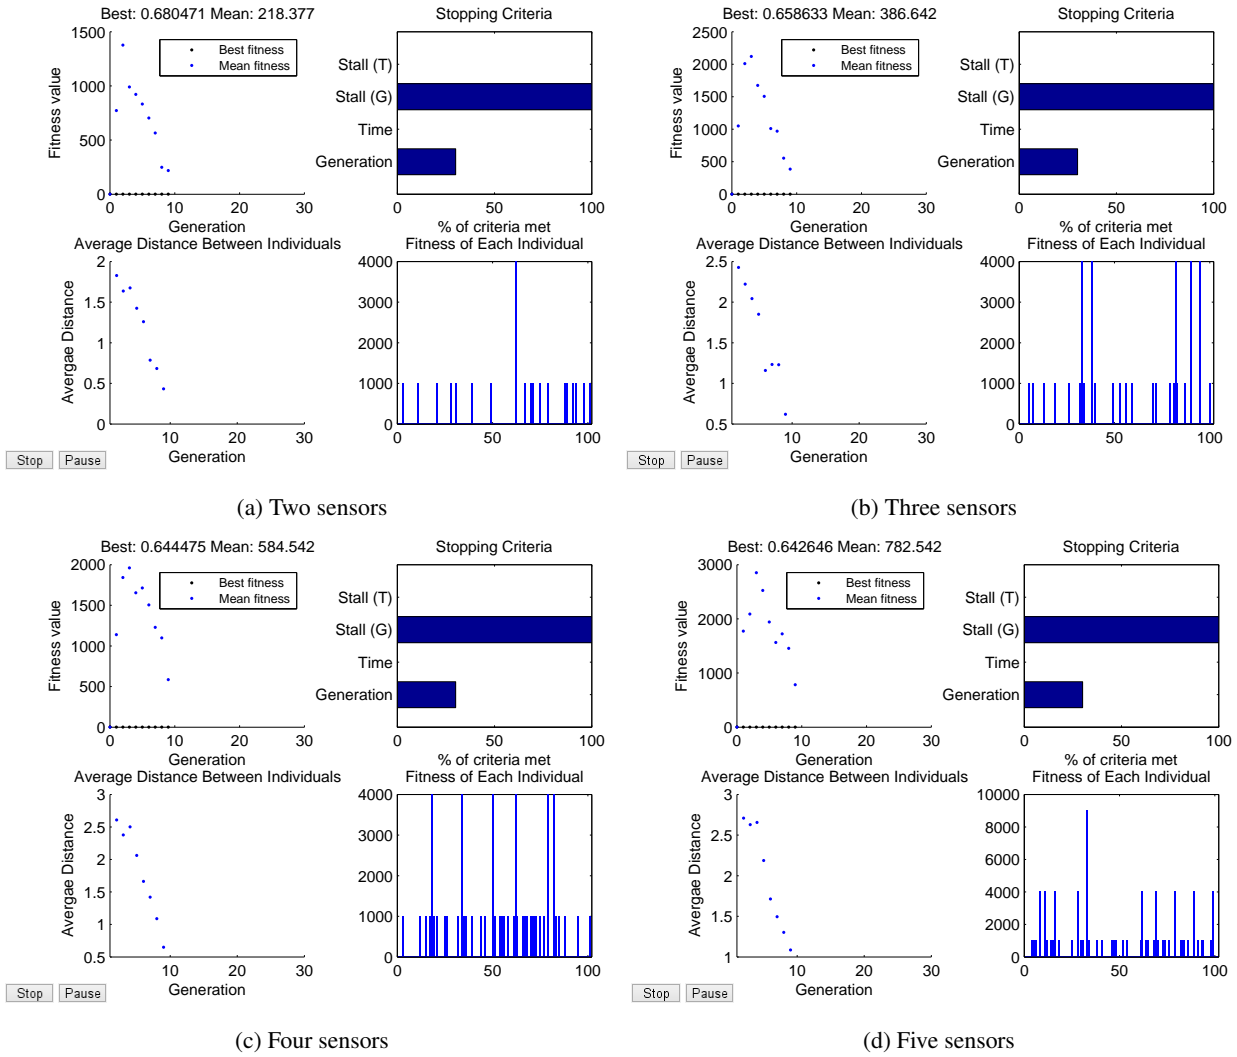 Best: 0.680471 Mean: 218.377
1500
1000
500
0
Fitness value
Best fitness
Mean fitness
0 10 20 30
Generation
Stopping Criteria
Stall (T)
Stall (G)
Time
Generation
0 50 100
% of criteria met
Average Distance Between Individuals
2
1.5
1
0.5
0
Avergae Distance
0 10 20 30
Generation
Fitness of Each Individual
4000
3000
2000
1000
0
0 50 100
Stop Pause
(a) Two sensors
Best: 0.658633 Mean: 386.642
2500
2000
1500
1000
500
0
Fitness value
Best fitness
Mean fitness
0 10 20 30
Generation
Stopping Criteria
Stall (T)
Stall (G)
Time
Generation
0 50 100
% of criteria met
Average Distance Between Individuals
2.5
2
1.5
1
0.5
Avergae Distance
0 10 20 30
Generation
Fitness of Each Individual
4000
3000
2000
1000
0
0 50 100
Stop Pause
(b) Three sensors
Best: 0.644475 Mean: 584.542
2000
1500
1000
500
0
Fitness value
Best fitness
Mean fitness
0 10 20 30
Generation
Stopping Criteria
Stall (T)
Stall (G)
Time
Generation
0 50 100
% of criteria met
Average Distance Between Individuals
3
2.5
2
1.5
1
0.5
Avergae Distance
0 10 20 30
Generation
Fitness of Each Individual
4000
3000
2000
1000
0
0 50 100
Stop Pause
(c) Four sensors
Best: 0.642646 Mean: 782.542
3000
2000
1000
0
Fitness value
Best fitness
Mean fitness
0 10 20 30
Generation
Stopping Criteria
Stall (T)
Stall (G)
Time
Generation
0 50 100
% of criteria met
Average Distance Between Individuals
3
2.5
2
1.5
1
Avergae Distance
0 10 20 30
Generation
Fitness of Each Individual
10000
8000
6000
4000
2000
0
0 50 100
Stop Pause
(d) Five sensors